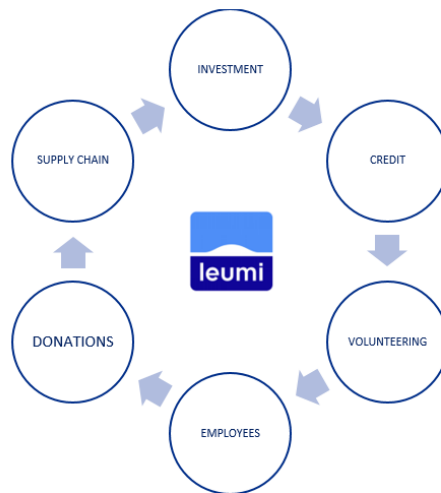 INVESTMENT
CREDIT
VOLUNTEERING
EMPLOYEES
DONATIONS
SUPPLY CHAIN
leumi